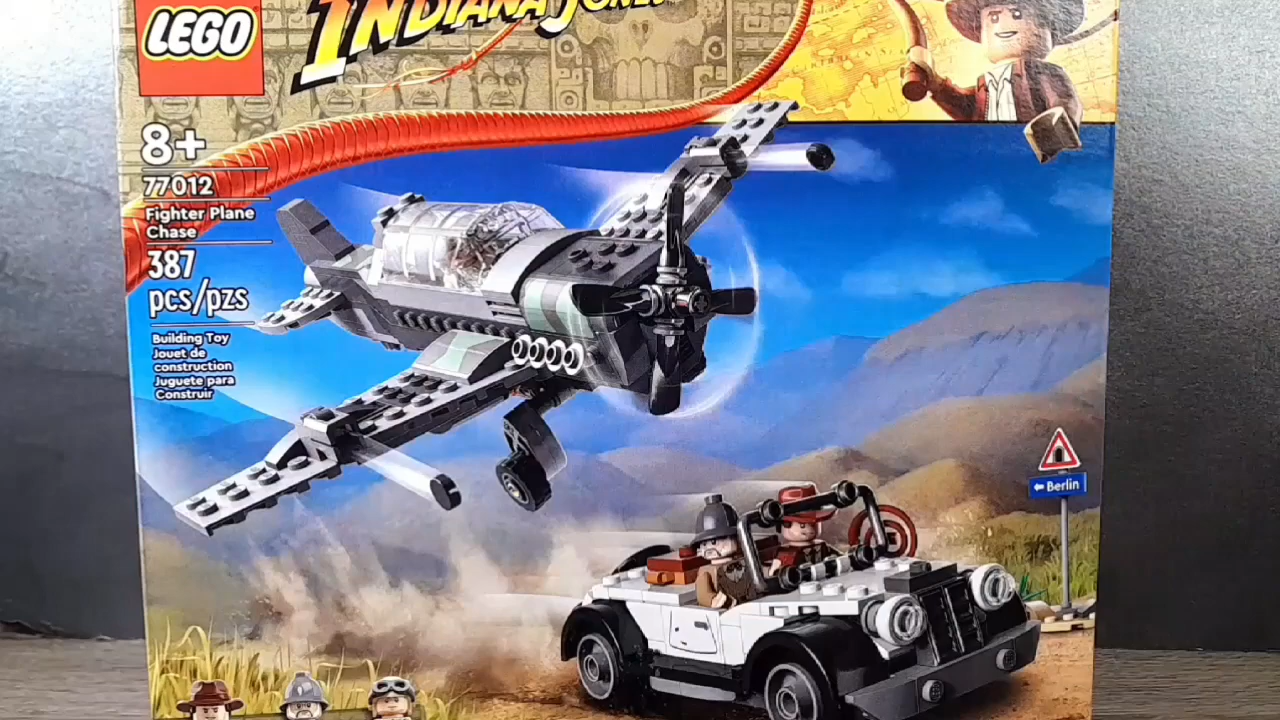 LEGO
INDIANA JONES
8+
77012
Fighter Plane
Chase
387
pcs/pzs
Building Toy
Jouet de
construction
Juguete para
Construir
← Berlin